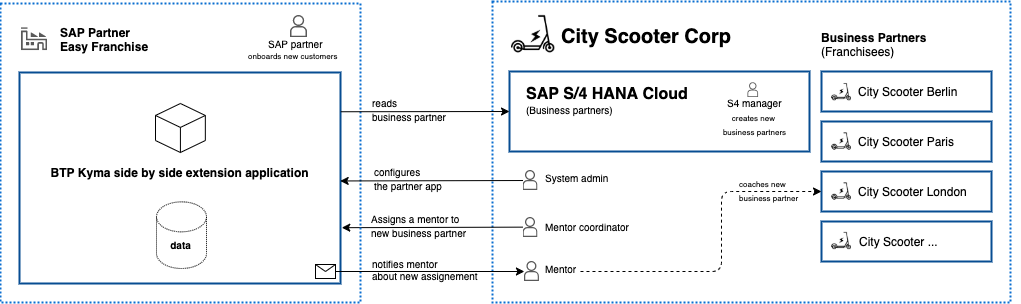 SAP Partner
Easy Franchise
SAP partner
onboards new customers
BTP Kyma side by side extension application
data
reads
business partner
configures
the partner app
Assigns a mentor to
new business partner
notifies mentor
about new assignement
City Scooter Corp
SAP S/4 HANA Cloud
(Business partners)
S4 manager
creates new
business partners
System admin
Mentor coordinator
Mentor
coaches new
business partner
Business Partners
(Franchisees)
City Scooter Berlin
City Scooter Paris
City Scooter London
City Scooter ...